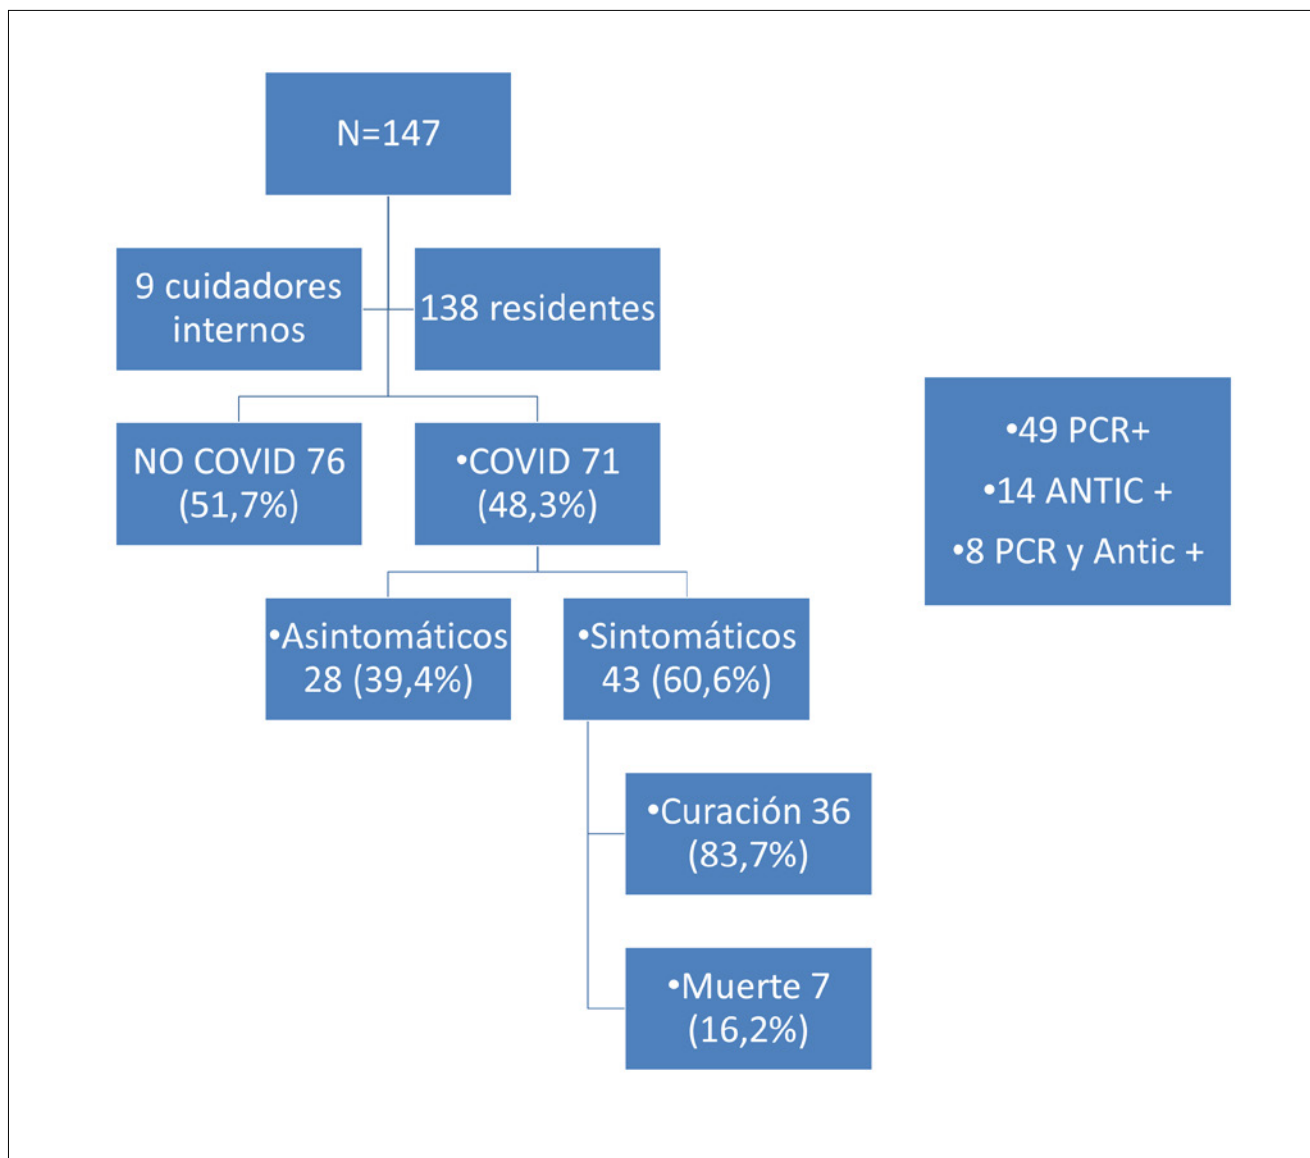 N=147
9 cuidadores
internos
138 residentes
NO COVID 76
(51,7%)
•COVID 71
(48,3%)
•49 PCR+
•14 ANTIC +
•8 PCR y Antic +
•Asintomáticos
28 (39,4%)
•Sintomáticos
43 (60,6%)
•Curación 36
(83,7%)
•Muerte 7
(16,2%)